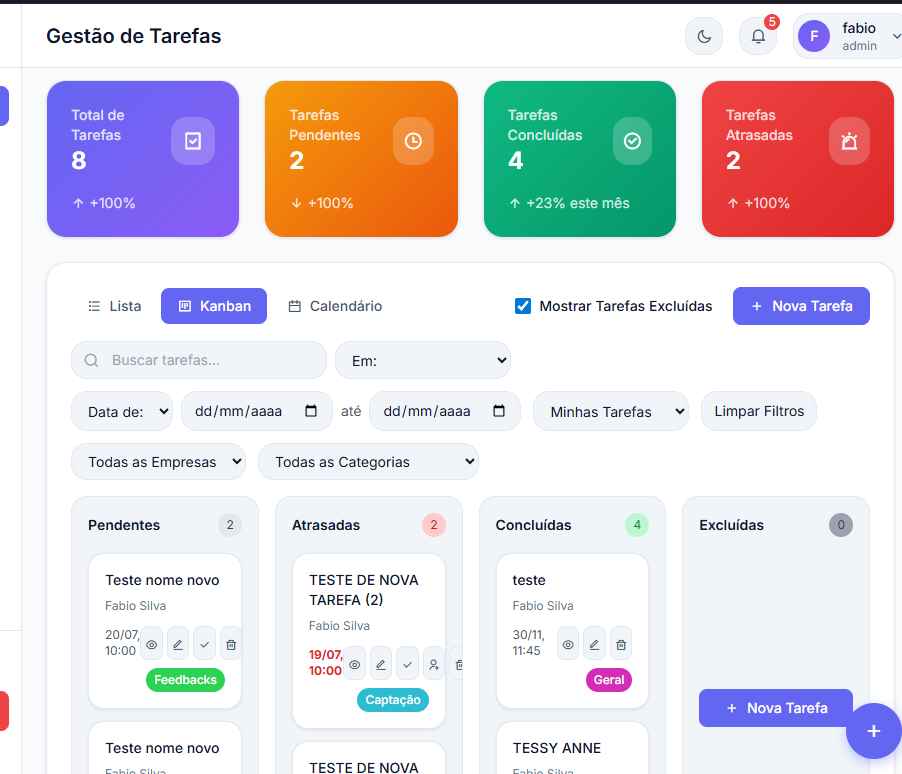 Gestão de Tarefas
5
F
fabio
admin
Total de
Tarefas
8
↑ +100%
Tarefas
Pendentes
2
↓ +100%
Tarefas
Concluídas
4
↑ +23% este mês
Tarefas
Atrasadas
2
↑ +100%
Lista
Kanban
Calendário
Mostrar Tarefas Excluídas
+ Nova Tarefa
Buscar tarefas...
Em:
Data de:
dd/mm/aaaa
até
dd/mm/aaaa
Minhas Tarefas
Limpar Filtros
Todas as Empresas
Todas as Categorias
Pendentes
2
Teste nome novo
Fabio Silva
20/07,
10:00
Feedbacks
Teste nome novo
Fabio Silva
Atrasadas
2
TESTE DE NOVA
TAREFA (2)
Fabio Silva
19/07,
10:00
Captação
TESTE DE NOVA
Concluídas
4
teste
Fabio Silva
30/11,
11:45
Geral
TESSY ANNE
Fabio Silva
Excluídas
0
+ Nova Tarefa
+